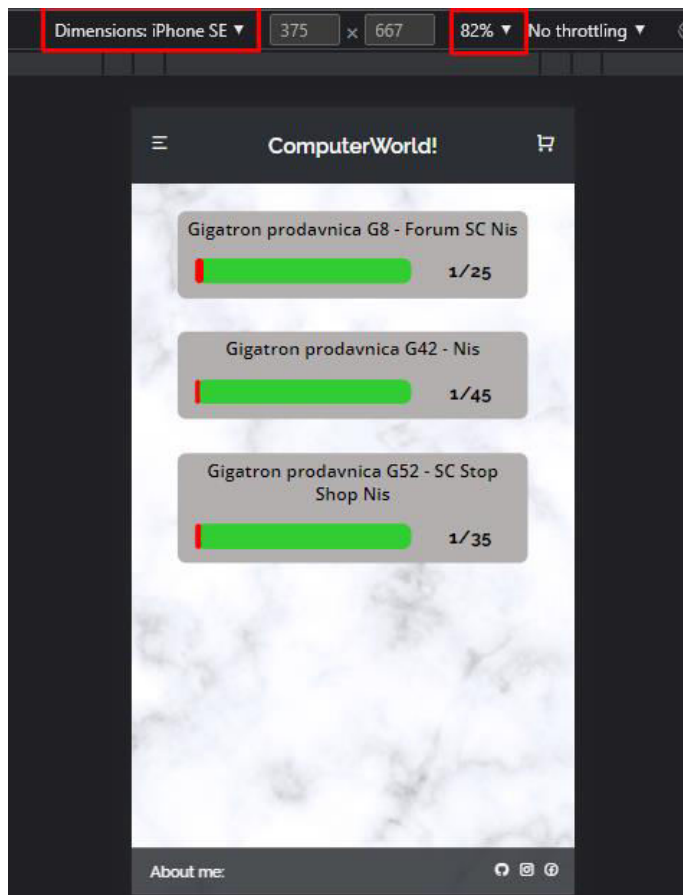 Dimensions: iPhone SE ▼ 375 × 667 82% ▼ No throttling ▼
ComputerWorld!
Gigatron prodavnica G8 - Forum SC Nis
1/25
Gigatron prodavnica G42 - Nis
1/45
Gigatron prodavnica G52 - SC Stop
Shop Nis
1/35
About me: